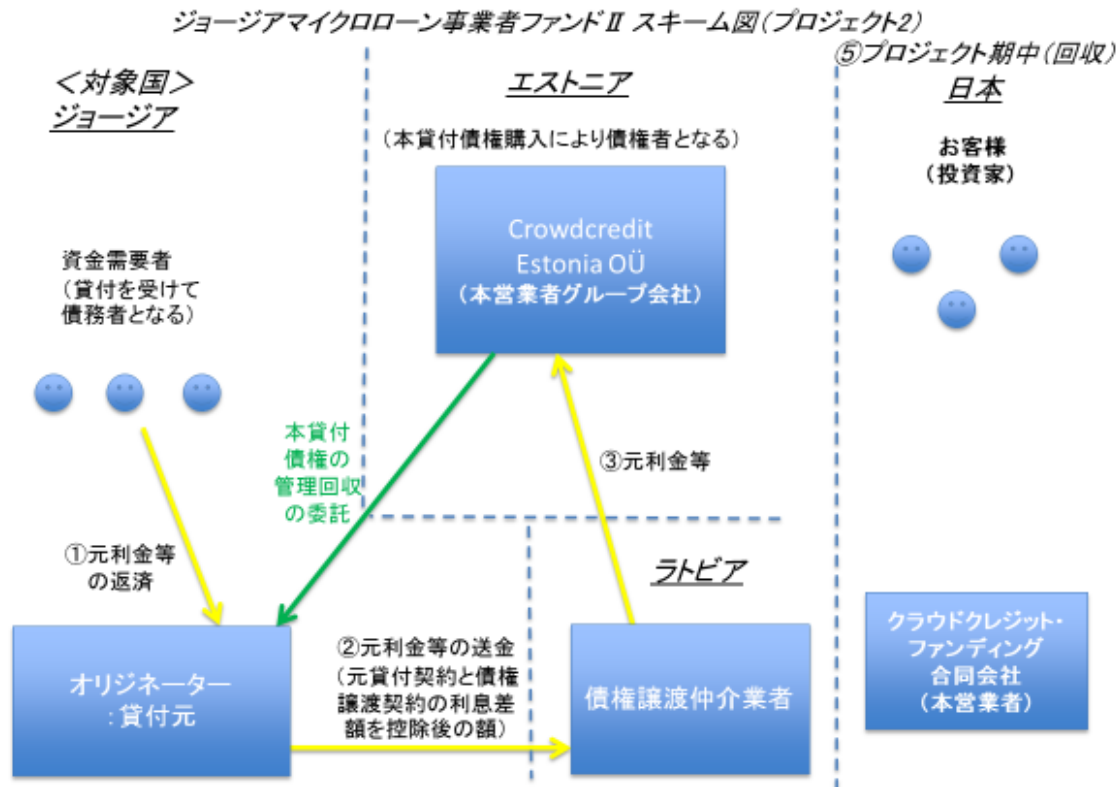 ジョージアマイクロローン事業者ファンドⅡ スキーム図(プロジェクト2)
⑤プロジェクト期中(回収)
＜対象国＞
ジョージア
エストニア
日本
(本貸付債権購入により債権者となる)
お客様
(投資家)
Crowdcredit
Estonia OÜ
(本営業者グループ会社)
資金需要者
(貸付を受けて
債務者となる)
本貸付
債権の
管理回収
の委託
③元利金等
①元利金等
の返済
ラトビア
オリジネーター
:貸付元
②元利金等の送金
(元貸付契約と債権
譲渡契約の利息差
額を控除後の額)
債権譲渡仲介業者
クラウドクレジット・
ファンディング
合同会社
(本営業者)